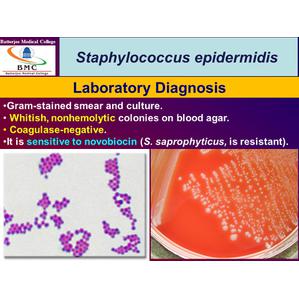 Batterjee Medical College
BMC
Batterjee Medical College
Staphylococcus epidermidis
Laboratory Diagnosis
•Gram-stained smear and culture.
• Whitish, nonhemolytic colonies on blood agar.
• Coagulase-negative.
•It is sensitive to novobiocin (S. saprophyticus, is resistant).